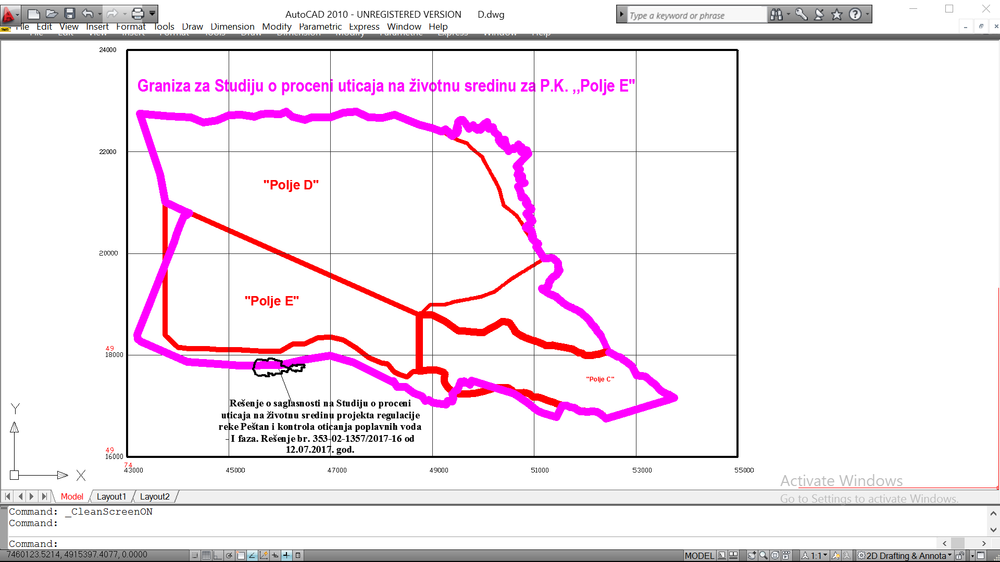 AutoCAD 2010 - UNREGISTERED VERSION D.dwg
Type a keyword or phrase
File Edit View Insert Format Tools Draw Dimension Modify Parametric Express Window Help
24000
Graniza za Studiju o proceni uticaja na životnu sredinu za P.K. ,,Polje E"
22000
"Polje D"
20000
"Polje E"
49
18000
"Polje C"
Rešenje o saglasnosti na Studiju o proceni
uticaja na životnu sredinu projekta regulacije
reke Peštan i kontrola oticanja poplavnih voda
- I faza. Rešenje br. 353-02-1357/2017-16 od
12.07.2017. god.
49
16000
74
43000 45000 47000 49000 51000 53000 55000
Y
X
Activate Windows
Go to Settings to activate Windows.
Model Layout1 Layout2
Command: _CleanScreenON
Command:
Command:
7460123.5214, 4915397.4077, 0.0000
MODEL
1:1
2D Drafting & Annota